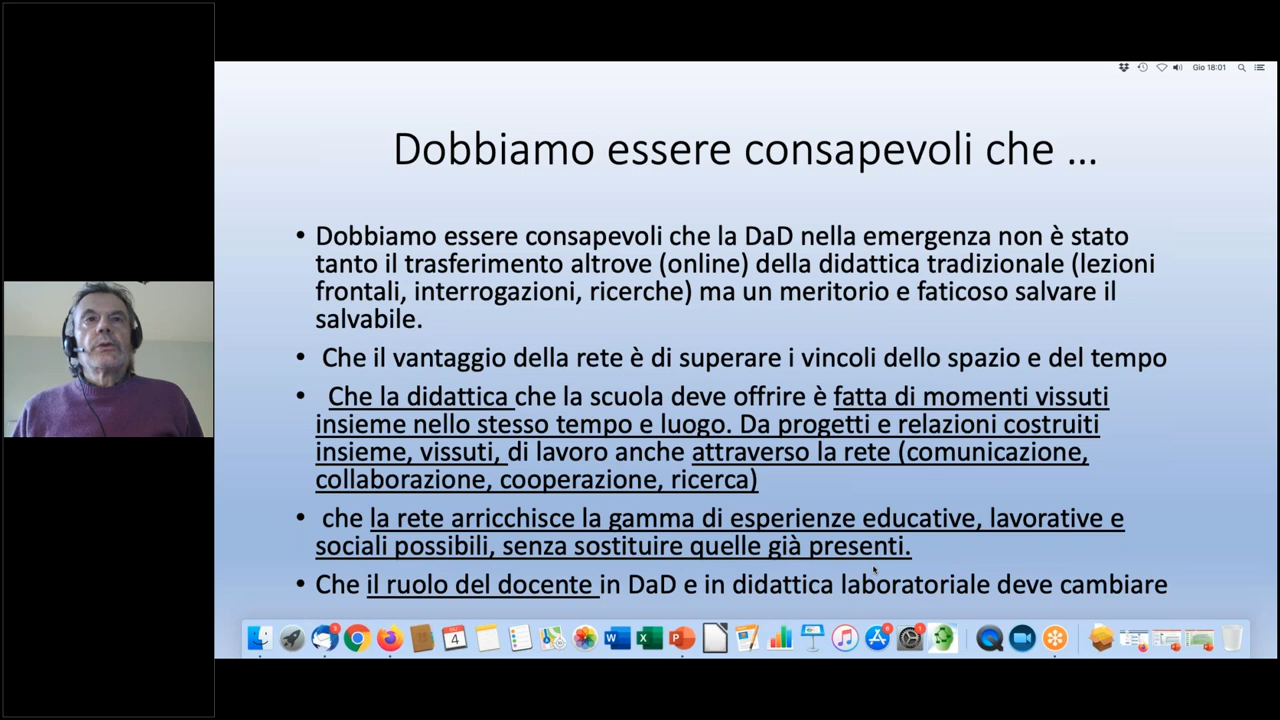 Gio 18:01
Dobbiamo essere consapevoli che ...
• Dobbiamo essere consapevoli che la DaD nella emergenza non è stato
tanto il trasferimento altrove (online) della didattica tradizionale (lezioni
frontali, interrogazioni, ricerche) ma un meritorio e faticoso salvare il
salvabile.
• Che il vantaggio della rete è di superare i vincoli dello spazio e del tempo
• Che la didattica che la scuola deve offrire è fatta di momenti vissuti
insieme nello stesso tempo e luogo. Da progetti e relazioni costruiti
insieme, vissuti, di lavoro anche attraverso la rete (comunicazione,
collaborazione, cooperazione, ricerca)
• che la rete arricchisce la gamma di esperienze educative, lavorative e
sociali possibili, senza sostituire quelle già presenti.
• Che il ruolo del docente in DaD e in didattica laboratoriale deve cambiare
4
W
X
P